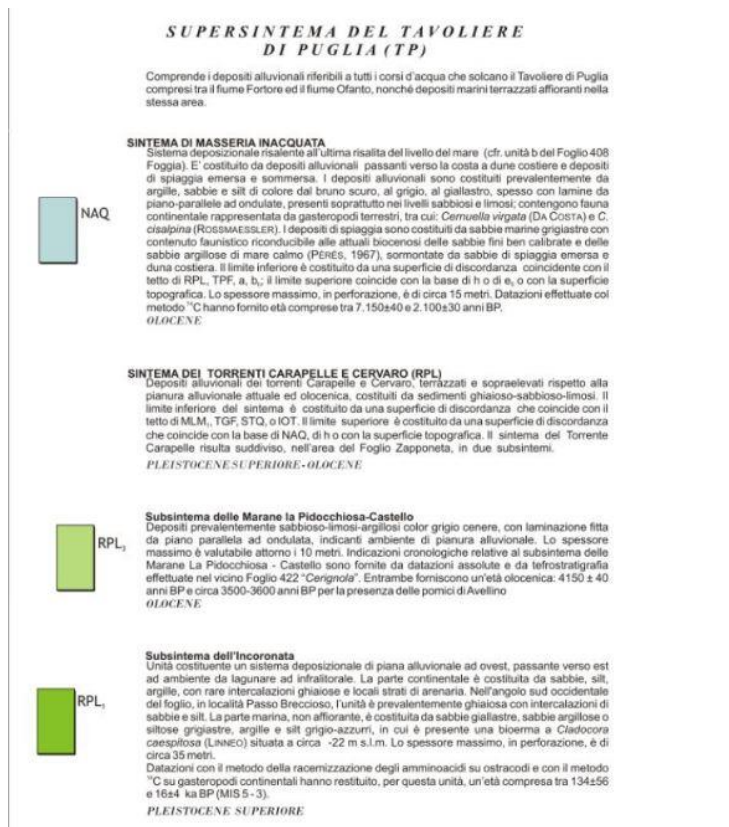 SUPERSINTEMA DEL TAVOLIERE
DI PUGLIA (TP)
Comprende i depositi alluvionali riferibili a tutti i corsi d'acqua che solcano il Tavoliere di Puglia
compresi tra il fiume Fortore ed il fiume Ofanto, nonché depositi marini terrazzati affioranti nella
stessa area.
SINTEMA DI MASSERIA INACQUATA
Sistema deposizionale risalente all'ultima risalita del livello del mare (cfr. unità b del Foglio 408
Foggia). E' costituito da depositi alluvionali passanti verso la costa a dune costiere e depositi
di spiaggia emersa e sommersa. I depositi alluvionali sono costituiti prevalentemente da
argille, sabbie e silt di colore dal bruno scuro, al grigio, al giallastro, spesso con lamine da
piano-parallele ad ondulate, presenti soprattutto nei livelli sabbiosi e limosi; contengono fauna
continentale rappresentata da gasteropodi terrestri, tra cui: Cernuella virgata (DA COSTA) e C.
cisalpina (ROSSMAESSLER). I depositi di spiaggia sono costituiti da sabbie marine grigiastre con
contenuto faunistico riconducibile alle attuali biocenosi delle sabbie fini ben calibrate e delle
sabbie argillose di mare calmo (PÉRÈS, 1967), sormontate da sabbie di spiaggia emersa e
duna costiera. Il limite inferiore è costituito da una superficie di discordanza coincidente con il
tetto di RPL, TPF, a, b₁; il limite superiore coincide con la base di h o di e₅ o con la superficie
topografica. Lo spessore massimo, in perforazione, è di circa 15 metri. Datazioni effettuate col
metodo ¹⁴C hanno fornito età comprese tra 7.150±40 e 2.100±30 anni BP.
OLOCENE
NAQ
SINTEMA DEI TORRENTI CARAPELLE E CERVARO (RPL)
Depositi alluvionali dei torrenti Carapelle e Cervaro, terrazzati e sopraelevati rispetto alla
pianura alluvionale attuale ed olocenica, costituiti da sedimenti ghiaioso-sabbioso-limosi. Il
limite inferiore del sintema è costituito da una superficie di discordanza che coincide con il
tetto di MLM₁, TGF, STQ, o IOT. Il limite superiore è costituito da una superficie di discordanza
che coincide con la base di NAQ, di h o con la superficie topografica. Il sintema del Torrente
Carapelle risulta suddiviso, nell'area del Foglio Zapponeta, in due subsintemi.
PLEISTOCENE SUPERIORE - OLOCENE
Subsintema delle Marane la Pidocchiosa-Castello
Depositi prevalentemente sabbioso-limosi-argillosi color grigio cenere, con laminazione fitta
da piano parallela ad ondulata, indicanti ambiente di pianura alluvionale. Lo spessore
massimo è valutabile attorno i 10 metri. Indicazioni cronologiche relative al subsintema delle
Marane La Pidocchiosa - Castello sono fornite da datazioni assolute e da tefrostratigrafia
effettuate nel vicino Foglio 422 "Cerignola". Entrambe forniscono un'età olocenica: 4150 ± 40
anni BP e circa 3500-3600 anni BP per la presenza delle pomici di Avellino
OLOCENE
RPL₃
Subsintema dell'Incoronata
Unità costituente un sistema deposizionale di piana alluvionale ad ovest, passante verso est
ad ambiente da lagunare ad infralitorale. La parte continentale è costituita da sabbie, silt,
argille, con rare intercalazioni ghiaiose e locali strati di arenaria. Nell'angolo sud occidentale
del foglio, in località Passo Breccioso, l'unità è prevalentemente ghiaiosa con intercalazioni di
sabbie e silt. La parte marina, non affiorante, è costituita da sabbie giallastre, sabbie argillose o
siltose grigiastre, argille e silt grigio-azzurri, in cui è presente una bioerma a Cladocora
caespitosa (LINNEO) situata a circa -22 m s.l.m. Lo spessore massimo, in perforazione, è di
circa 35 metri.
Datazioni con il metodo della racemizzazione degli amminoacidi su ostracodi e con il metodo
¹⁴C su gasteropodi continentali hanno restituito, per questa unità, un'età compresa tra 134±56
e 16±4 ka BP (MIS 5 - 3).
PLEISTOCENE SUPERIORE
RPL₁